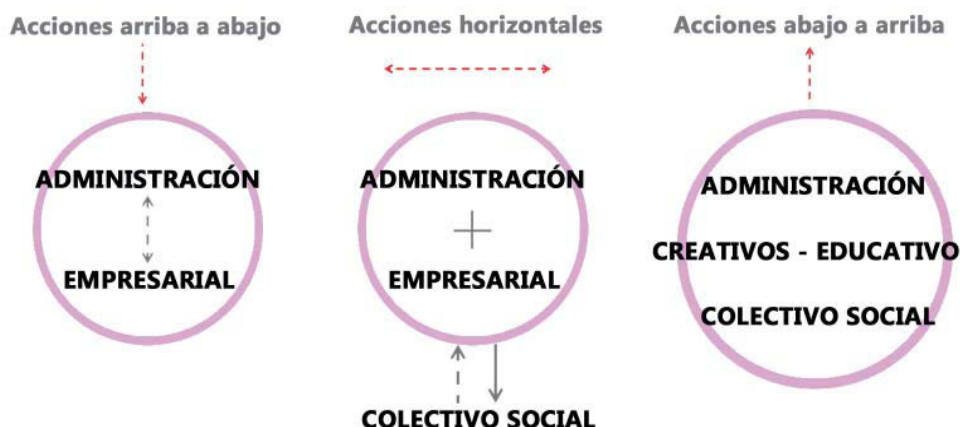 Acciones arriba a abajo
ADMINISTRACIÓN
EMPRESARIAL
Acciones horizontales
ADMINISTRACIÓN
EMPRESARIAL
COLECTIVO SOCIAL
Acciones abajo a arriba
ADMINISTRACIÓN
CREATIVOS - EDUCATIVO
COLECTIVO SOCIAL